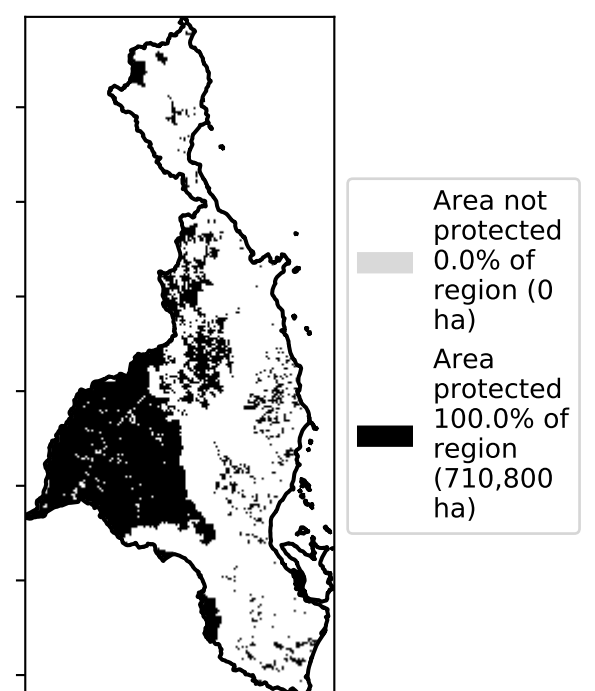 Area not
protected
0.0% of
region (0
ha)
Area
protected
100.0% of
region
(710,800
ha)